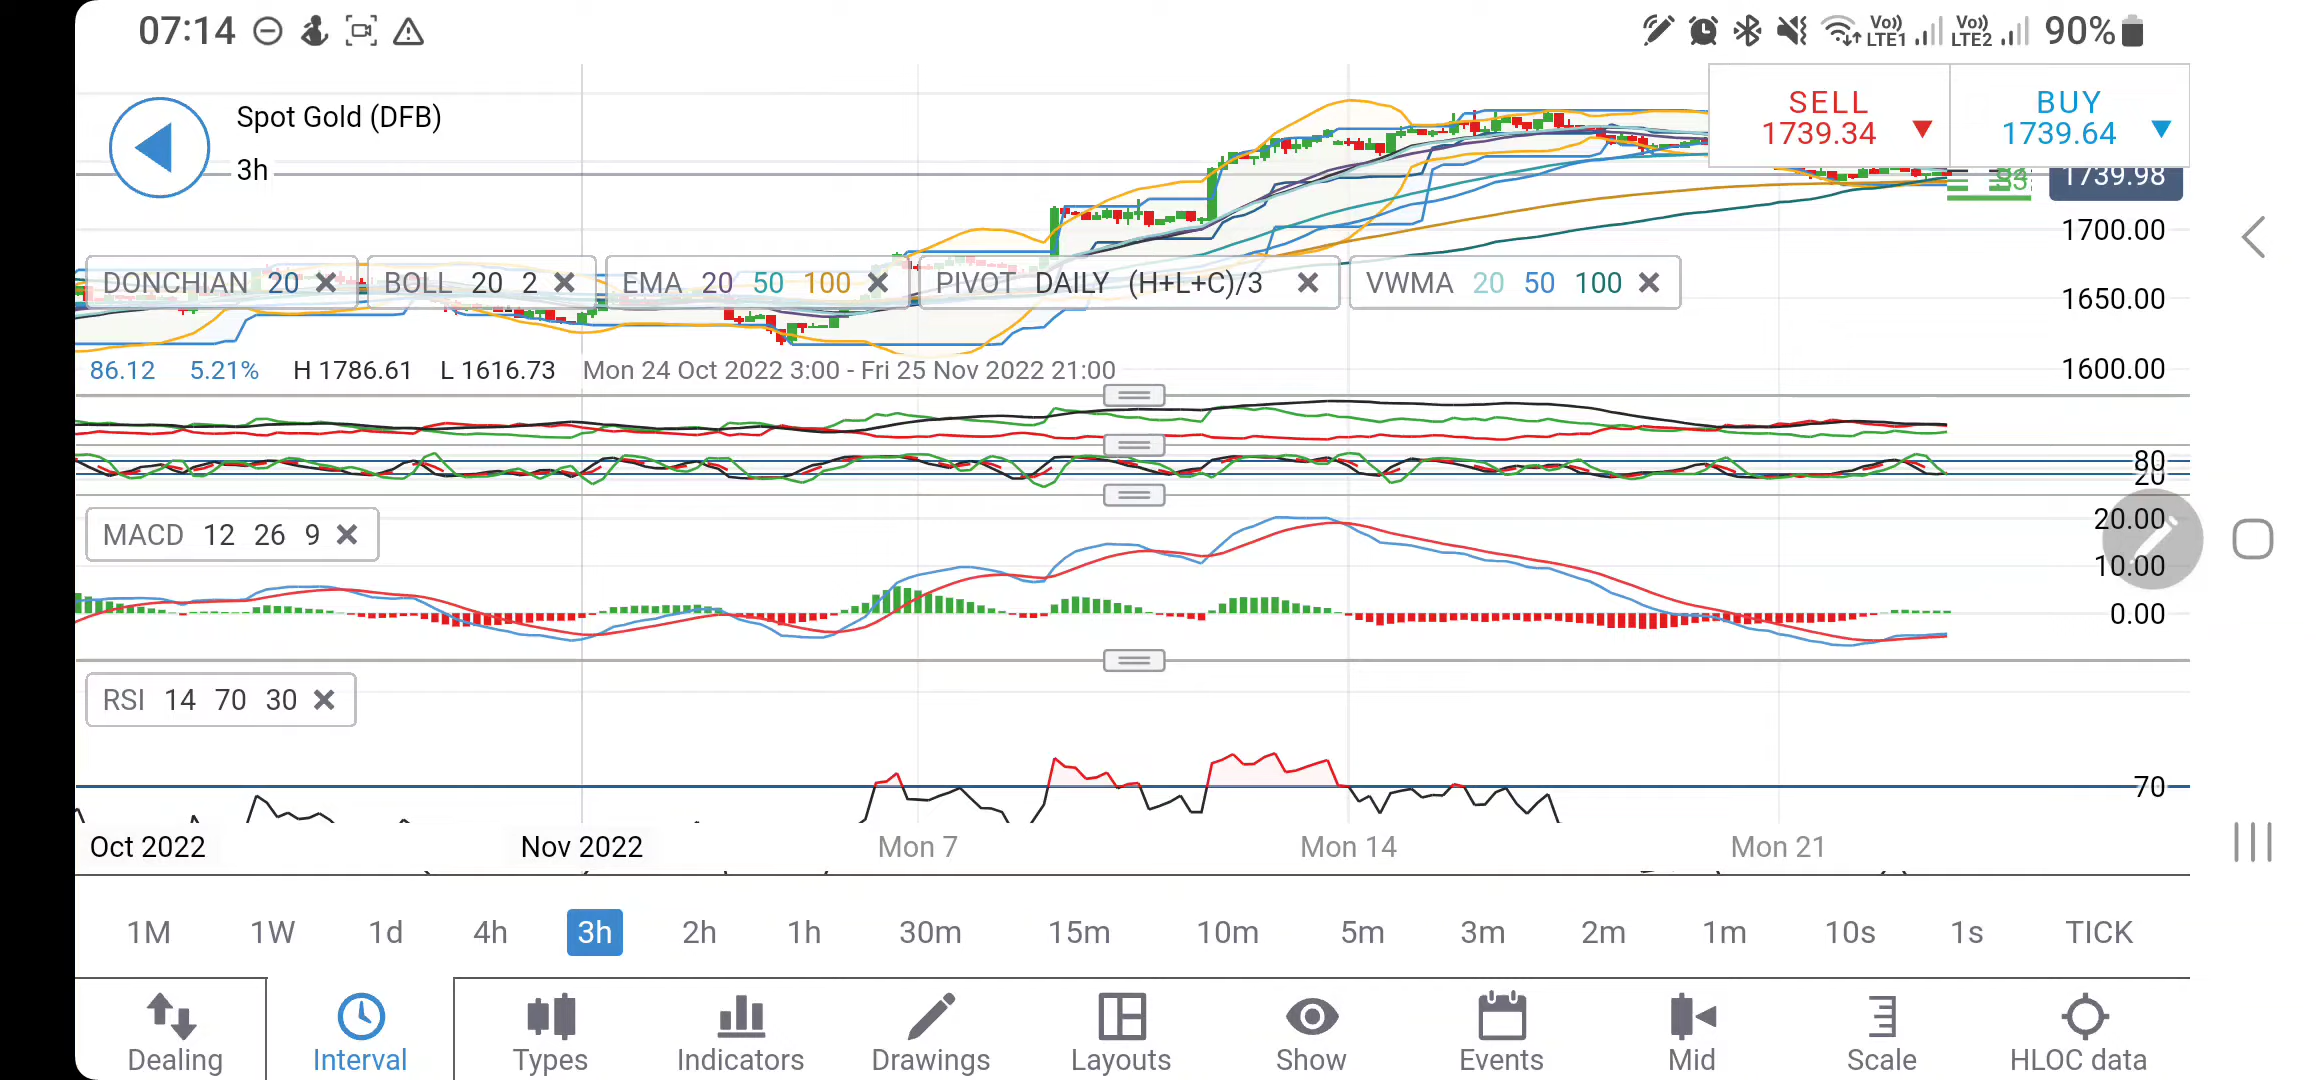 07:14
Vo)) LTE1 Vo)) LTE2 90%
Spot Gold (DFB)
3h
SELL
1739.34
BUY
1739.64
1739.98
1700.00
1650.00
1600.00
DONCHIAN 20
BOLL 20 2
EMA 20 50 100
PIVOT DAILY (H+L+C)/3
VWMA 20 50 100
86.12 5.21% H 1786.61 L 1616.73 Mon 24 Oct 2022 3:00 - Fri 25 Nov 2022 21:00
80
20
MACD 12 26 9
20.00
10.00
0.00
RSI 14 70 30
70
Oct 2022 Nov 2022 Mon 7 Mon 14 Mon 21
1M 1W 1d 4h 3h 2h 1h 30m 15m 10m 5m 3m 2m 1m 10s 1s TICK
Dealing Interval Types Indicators Drawings Layouts Show Events Mid Scale HLOC data